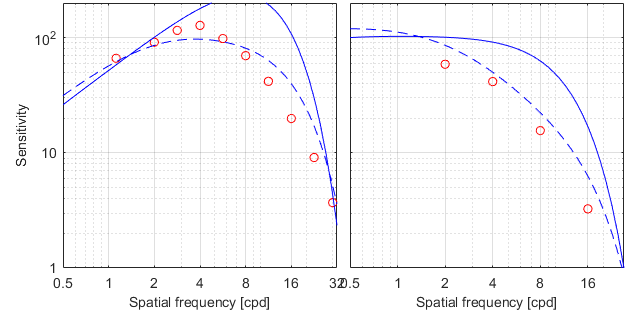 10²
10
1
Sensitivity
0.5 1 2 4 8 16 32
Spatial frequency [cpd]
0.5 1 2 4 8 16
Spatial frequency [cpd]